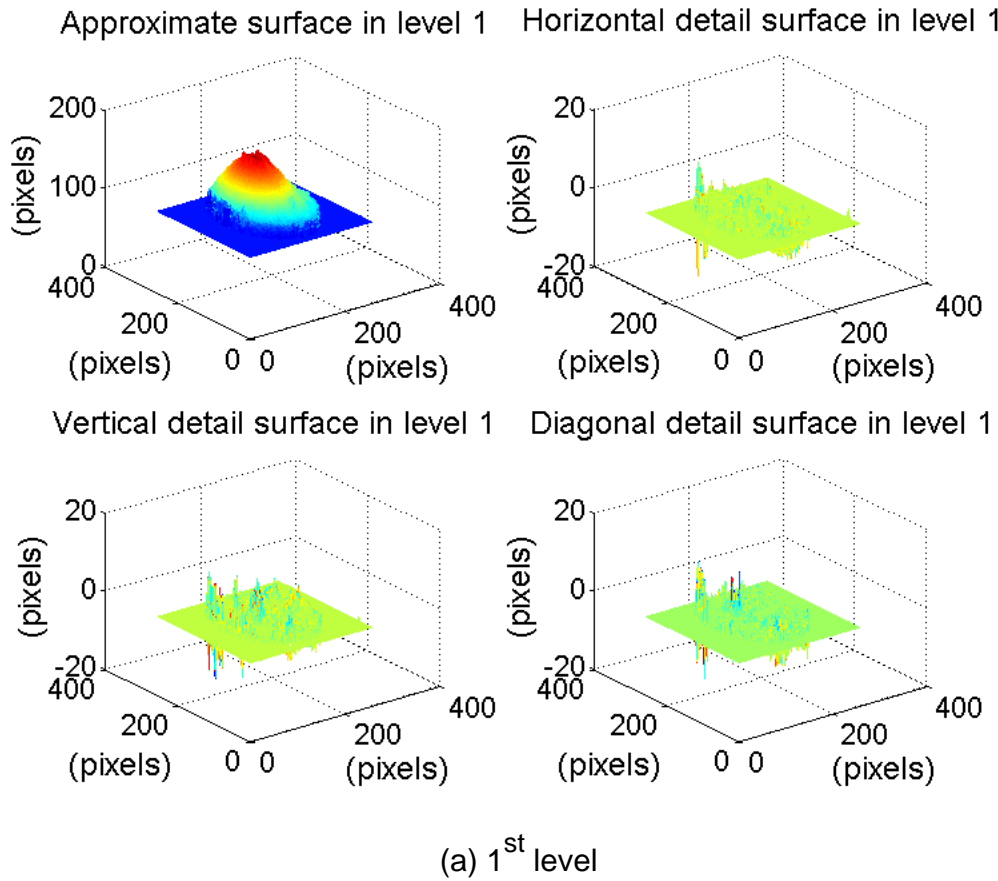 Approximate surface in level 1
200
100
0
(pixels)
400
200
0
(pixels)
0
200
400
(pixels)
Horizontal detail surface in level 1
20
0
-20
(pixels)
400
200
0
(pixels)
0
200
400
(pixels)
Vertical detail surface in level 1
20
0
-20
(pixels)
400
200
0
(pixels)
0
200
400
(pixels)
Diagonal detail surface in level 1
20
0
-20
(pixels)
400
200
0
(pixels)
0
200
400
(pixels)
(a) 1st level